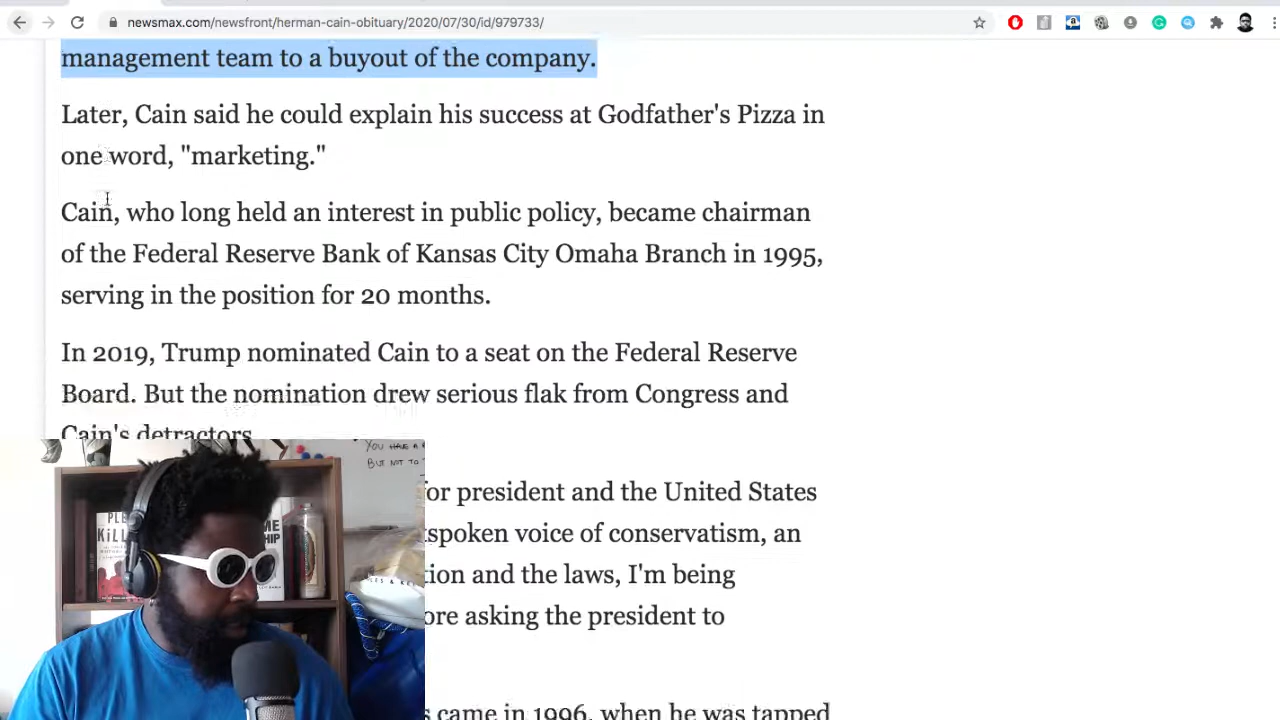 newsmax.com/newsfront/herman-cain-obituary/2020/07/30/id/979733/
management team to a buyout of the company.
Later, Cain said he could explain his success at Godfather's Pizza in
one word, "marketing."
Cain, who long held an interest in public policy, became chairman
of the Federal Reserve Bank of Kansas City Omaha Branch in 1995,
serving in the position for 20 months.
In 2019, Trump nominated Cain to a seat on the Federal Reserve
Board. But the nomination drew serious flak from Congress and
Cain's detractors.
for president and the United States
voice of conservatism, an
and the laws, I'm being
asking the president to
came in 1996, when he was tapped
YOU HAVE A
BUT NOT TO